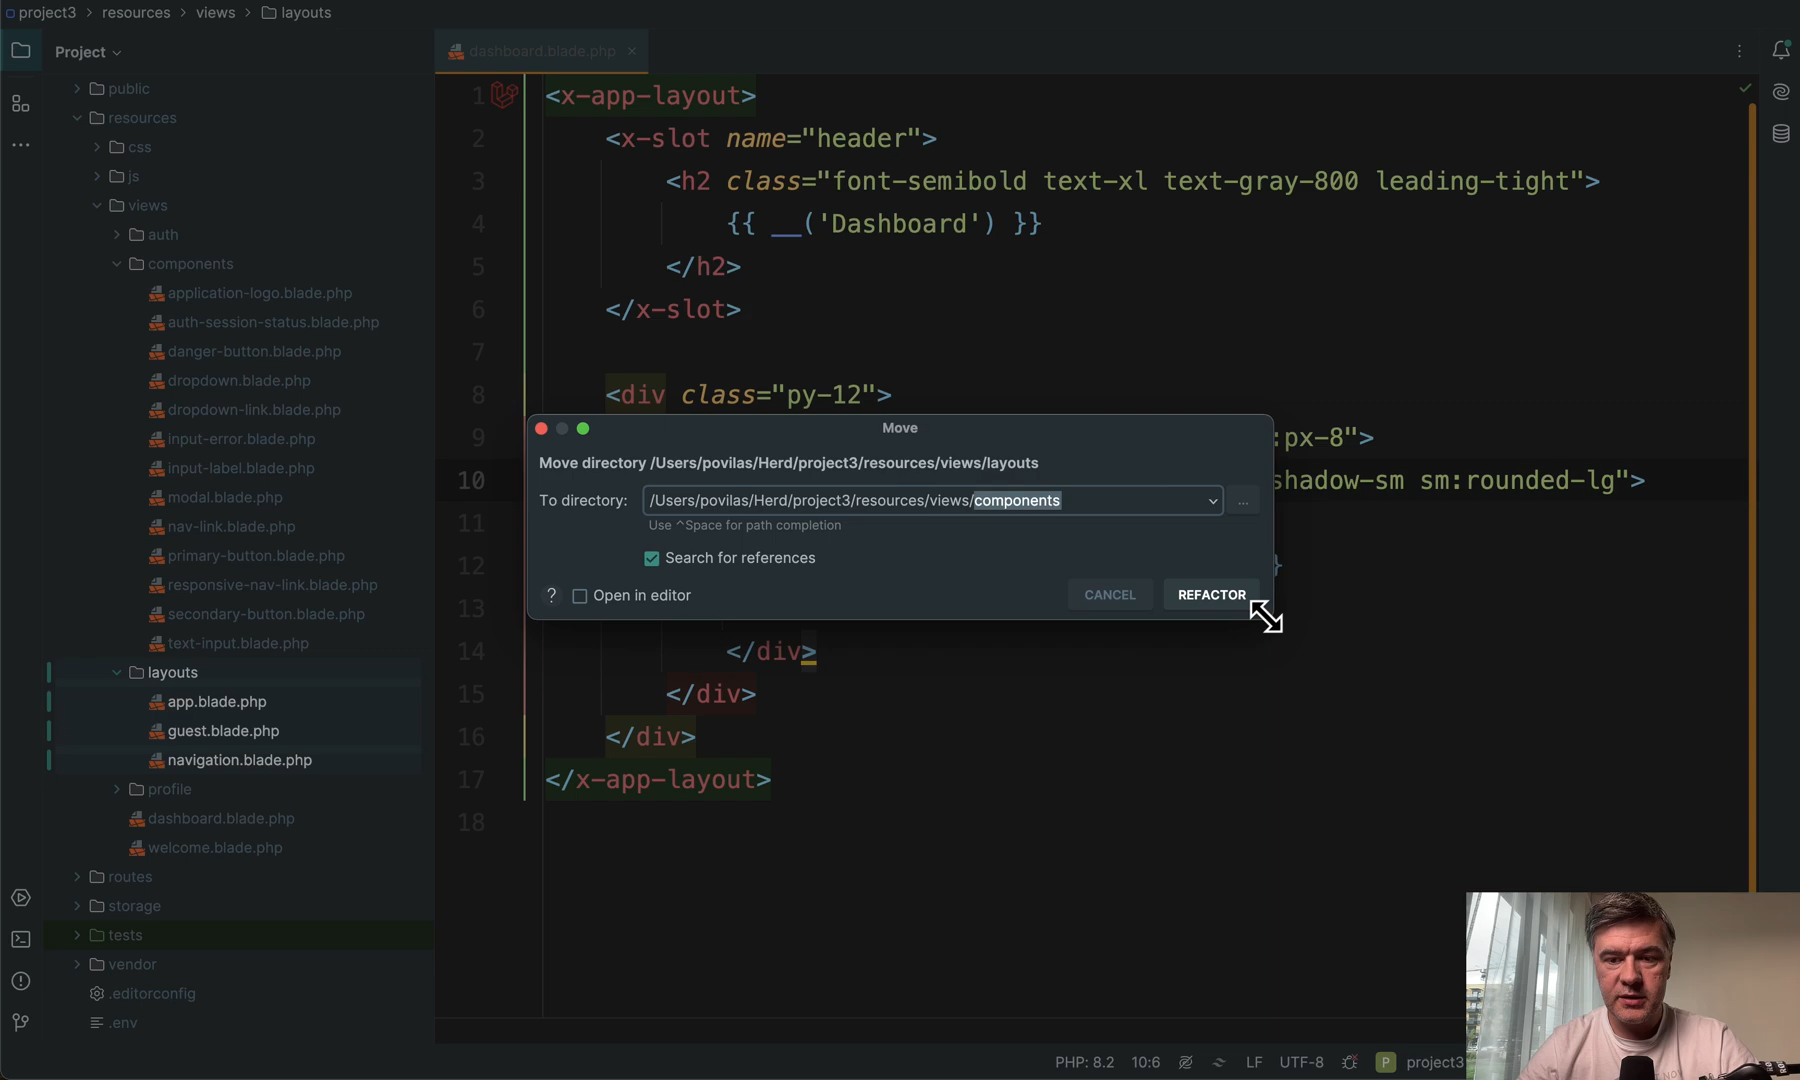 project3 > resources > views > layouts
Project
public
resources
css
js
views
auth
components
application-logo.blade.php
auth-session-status.blade.php
danger-button.blade.php
dropdown.blade.php
dropdown-link.blade.php
input-error.blade.php
input-label.blade.php
modal.blade.php
nav-link.blade.php
primary-button.blade.php
responsive-nav-link.blade.php
secondary-button.blade.php
text-input.blade.php
layouts
app.blade.php
guest.blade.php
navigation.blade.php
profile
dashboard.blade.php
welcome.blade.php
routes
storage
tests
vendor
.editorconfig
.env
dashboard.blade.php
1 <x-app-layout>
2 <x-slot name="header">
3 <h2 class="font-semibold text-xl text-gray-800 leading-tight">
4 {{ __('Dashboard') }}
5 </h2>
6 </x-slot>
7
8 <div class="py-12">
9 :px-8">
10 shadow-sm sm:rounded-lg">
11
12 }
13
14 </div>
15 </div>
16 </div>
17 </x-app-layout>
18
Move
Move directory /Users/povilas/Herd/project3/resources/views/layouts
To directory: /Users/povilas/Herd/project3/resources/views/components
...
Use ^Space for path completion
Search for references
? Open in editor
CANCEL
REFACTOR
PHP: 8.2 10:6 LF UTF-8 P project3